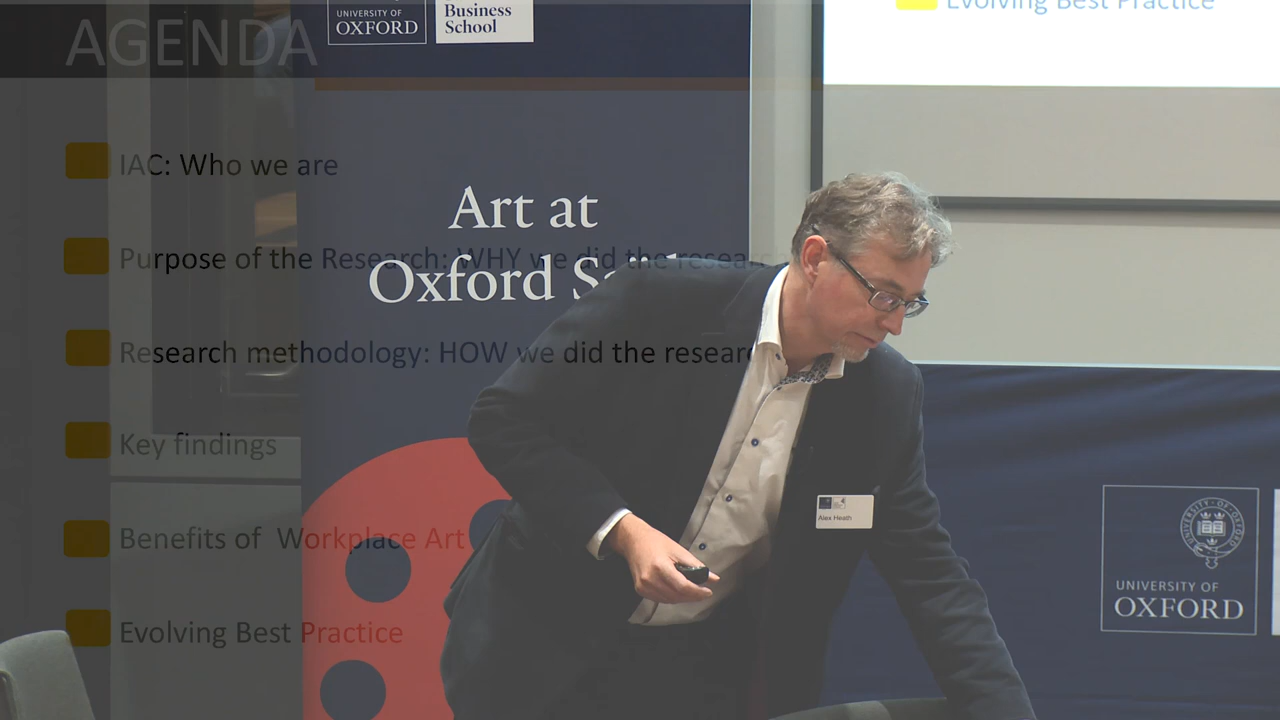 AGENDA
IAC: Who we are
Purpose of the Research: WHY we did the research
Research methodology: HOW we did the research
Key findings
Benefits of Workplace Art
Evolving Best Practice
UNIVERSITY OF
OXFORD
Business
School
Art at
Oxford
Evolving Best Practice
Alex Heath
UNIVERSITY OF
OXFORD